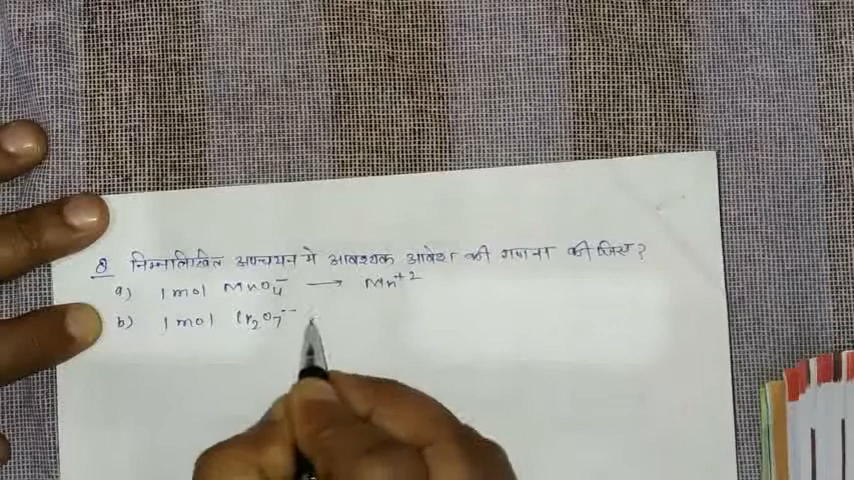 Q निम्नलिखित अपचयन मे आवश्यक आवेश की गणना कीजिए?
a) 1 mol MnO₄⁻ ⟶ Mn⁺²
b) 1 mol Cr₂O₇⁻⁻